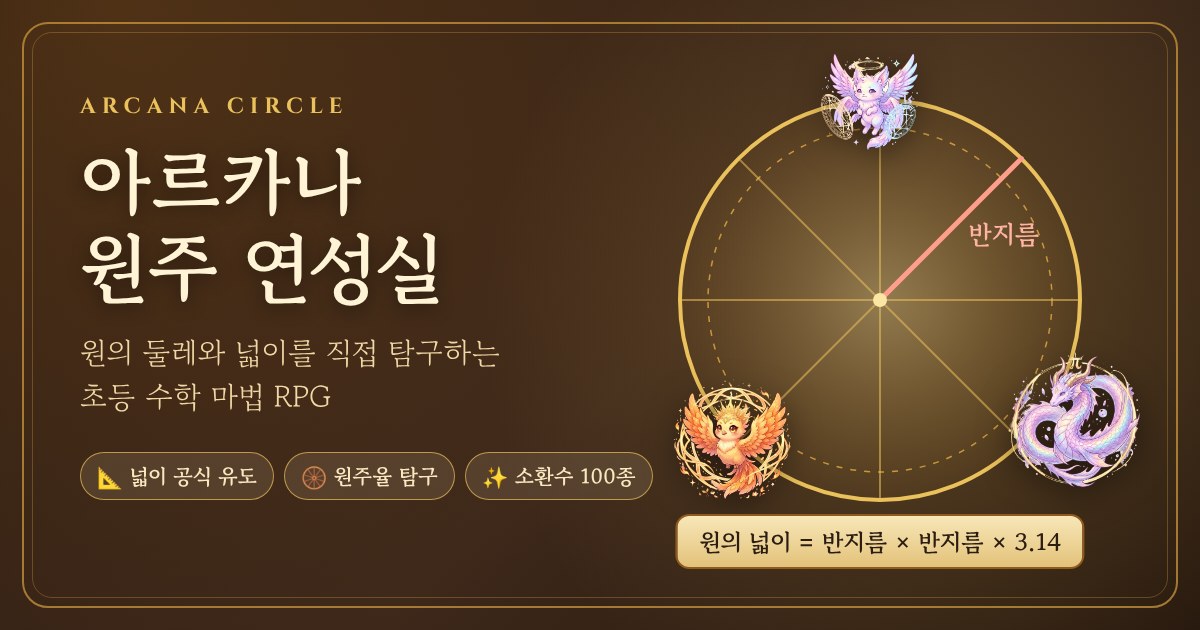 ARCANA CIRCLE
아르카나
원주 연성실
원의 둘레와 넓이를 직접 탐구하는
초등 수학 마법 RPG
넓이 공식 유도
원주율 탐구
소환수 100종
반지름
π
원의 넓이 = 반지름 × 반지름 × 3.14